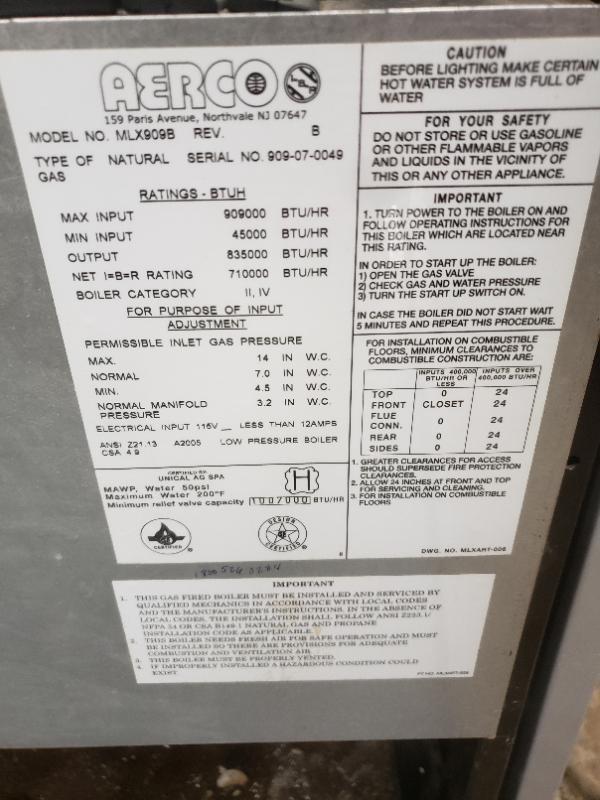 AERCO
159 Paris Avenue, Northvale NJ 07647
MODEL NO. MLX909B REV. B
TYPE OF NATURAL SERIAL NO. 909-07-0049
GAS
RATINGS - BTUH
MAX INPUT 909000 BTU/HR
MIN INPUT 45000 BTU/HR
OUTPUT 835000 BTU/HR
NET I=B=R RATING 710000 BTU/HR
BOILER CATEGORY II, IV
FOR PURPOSE OF INPUT
ADJUSTMENT
PERMISSIBLE INLET GAS PRESSURE
MAX. 14 IN W.C.
NORMAL 7.0 IN W.C.
MIN. 4.5 IN W.C.
NORMAL MANIFOLD 3.2 IN W.C.
PRESSURE
ELECTRICAL INPUT 115V _ LESS THAN 12AMPS
ANSI Z21.13 A2005 LOW PRESSURE BOILER
CSA 4.9
CERTIFIED BY
UNICAL AG SPA
MAWP, Water 50psi
Maximum Water 200°F
Minimum relief valve capacity 1007000 BTU/HR
H
CERTIFIED
DESIGN
CERTIFIED
CAUTION
BEFORE LIGHTING MAKE CERTAIN
HOT WATER SYSTEM IS FULL OF
WATER
FOR YOUR SAFETY
DO NOT STORE OR USE GASOLINE
OR OTHER FLAMMABLE VAPORS
AND LIQUIDS IN THE VICINITY OF
THIS OR ANY OTHER APPLIANCE.
IMPORTANT
1. TURN POWER TO THE BOILER ON AND
FOLLOW OPERATING INSTRUCTIONS FOR
THIS BOILER WHICH ARE LOCATED NEAR
THIS RATING.
IN ORDER TO START UP THE BOILER:
1) OPEN THE GAS VALVE
2) CHECK GAS AND WATER PRESSURE
3) TURN THE START UP SWITCH ON.
IN CASE THE BOILER DID NOT START WAIT
5 MINUTES AND REPEAT THIS PROCEDURE.
FOR INSTALLATION ON COMBUSTIBLE
FLOORS, MINIMUM CLEARANCES TO
COMBUSTIBLE CONSTRUCTION ARE:
INPUTS 400,000 INPUTS OVER
BTU/HR OR 400,000 BTU/HR
LESS
TOP 0 24
FRONT CLOSET 24
FLUE
CONN. 0 24
REAR 0 24
SIDES 0 24
1. GREATER CLEARANCES FOR ACCESS
SHOULD SUPERSEDE FIRE PROTECTION
CLEARANCES.
2. ALLOW 24 INCHES AT FRONT AND TOP
FOR SERVICING AND CLEANING.
3. FOR INSTALLATION ON COMBUSTIBLE
FLOORS
DWG. NO. MLXART-006
IMPORTANT
1. THIS GAS FIRED BOILER MUST BE INSTALLED AND SERVICED BY
QUALIFIED MECHANICS IN ACCORDANCE WITH LOCAL CODES
AND THE MANUFACTURER'S INSTRUCTIONS. IN THE ABSENCE OF
LOCAL CODES, THE INSTALLATION SHALL FOLLOW ANSI Z223.1/
NFPA 54 OR CSA B149.1 NATURAL GAS AND PROPANE
INSTALLATION CODE AS APPLICABLE.
2. THIS BOILER NEEDS FRESH AIR FOR SAFE OPERATION AND MUST
BE INSTALLED SO THERE ARE PROVISIONS FOR ADEQUATE
COMBUSTION AND VENTILATION AIR.
3. THIS BOILER MUST BE PROPERLY VENTED.
4. IF IMPROPERLY INSTALLED A HAZARDOUS CONDITION COULD
EXIST